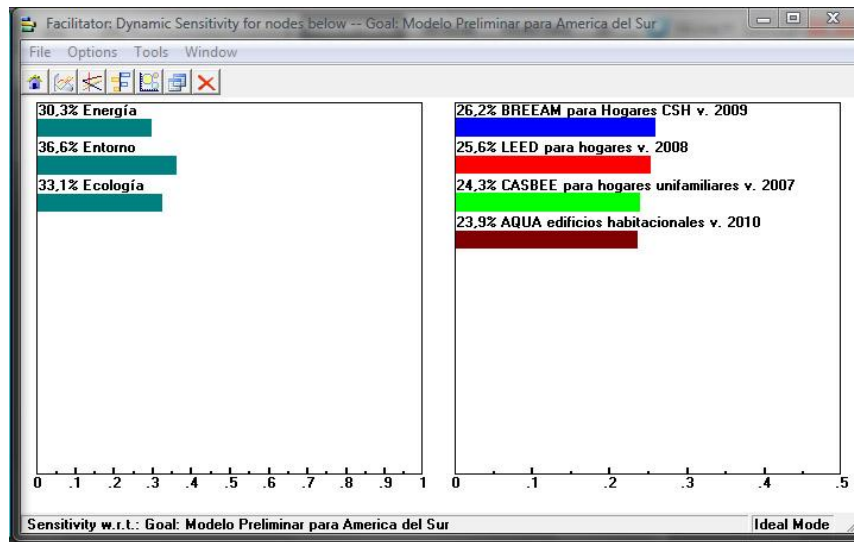 Facilitator: Dynamic Sensitivity for nodes below -- Goal: Modelo Preliminar para America del Sur
File Options Tools Window
30,3% Energía
36,6% Entorno
33,1% Ecología
0 .1 .2 .3 .4 .5 .6 .7 .8 .9 1
26,2% BREEAM para Hogares CSH v. 2009
25,6% LEED para hogares v. 2008
24,3% CASBEE para hogares unifamiliares v. 2007
23,9% AQUA edificios habitacionales v. 2010
0 .1 .2 .3 .4 .5
Sensitivity w.r.t.: Goal: Modelo Preliminar para America del Sur
Ideal Mode